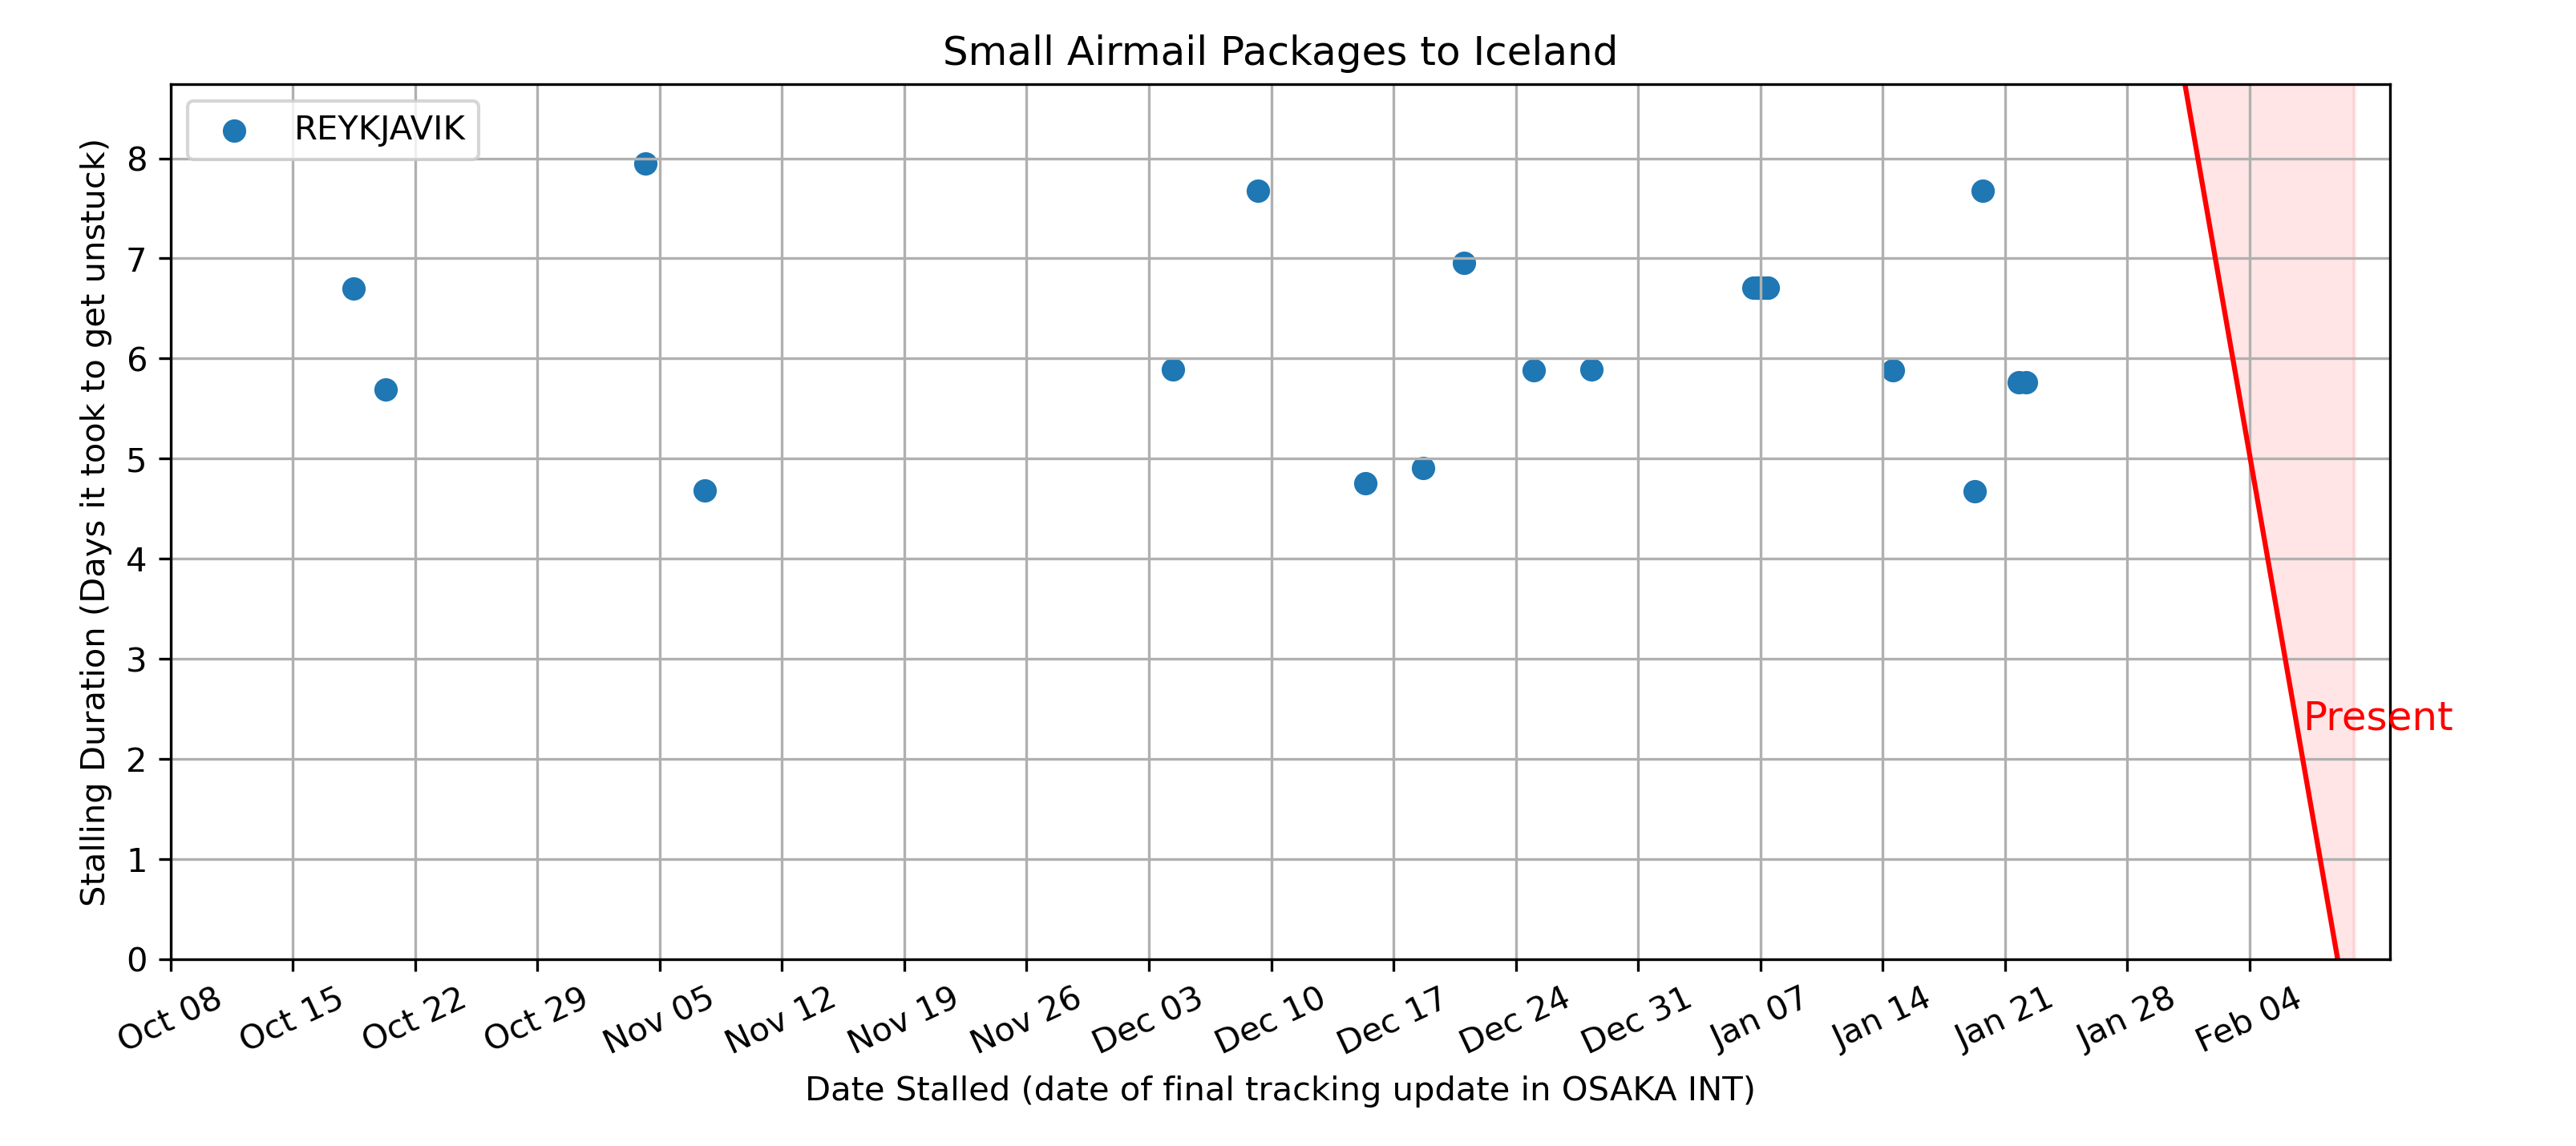 Small Airmail Packages to Iceland
REYKJAVIK
Stalling Duration (Days it took to get unstuck)
8
7
6
5
4
3
2
1
0
Present
Oct 08 Oct 15 Oct 22 Oct 29 Nov 05 Nov 12 Nov 19 Nov 26 Dec 03 Dec 10 Dec 17 Dec 24 Dec 31 Jan 07 Jan 14 Jan 21 Jan 28 Feb 04
Date Stalled (date of final tracking update in OSAKA INT)